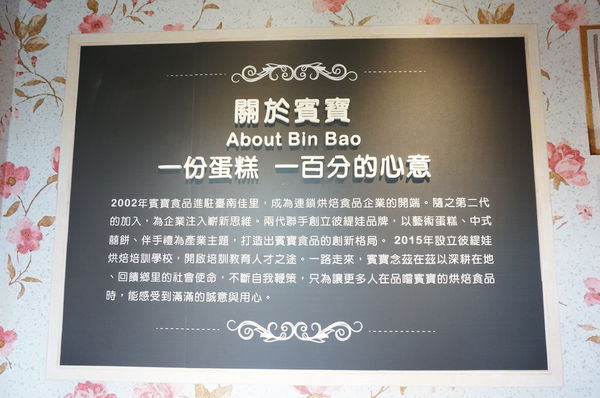 關於賓寶
About Bin Bao
一份蛋糕 一百分的心意
2002年賓寶食品進駐臺南佳里，成為連鎖烘焙食品企業的開端。隨之第二代
的加入，為企業注入嶄新思維。兩代聯手創立彼緹娃品牌，以藝術蛋糕、中式
囍餅、伴手禮為產業主題，打造出賓寶食品的創新格局。 2015年設立彼緹娃
烘焙培訓學校，開啟培訓教育人才之途。一路走來，賓寶念茲在茲以深耕在地
、回饋鄉里的社會使命，不斷自我鞭策，只為讓更多人在品嚐賓寶的烘焙食品
時，能感受到滿滿的誠意與用心。